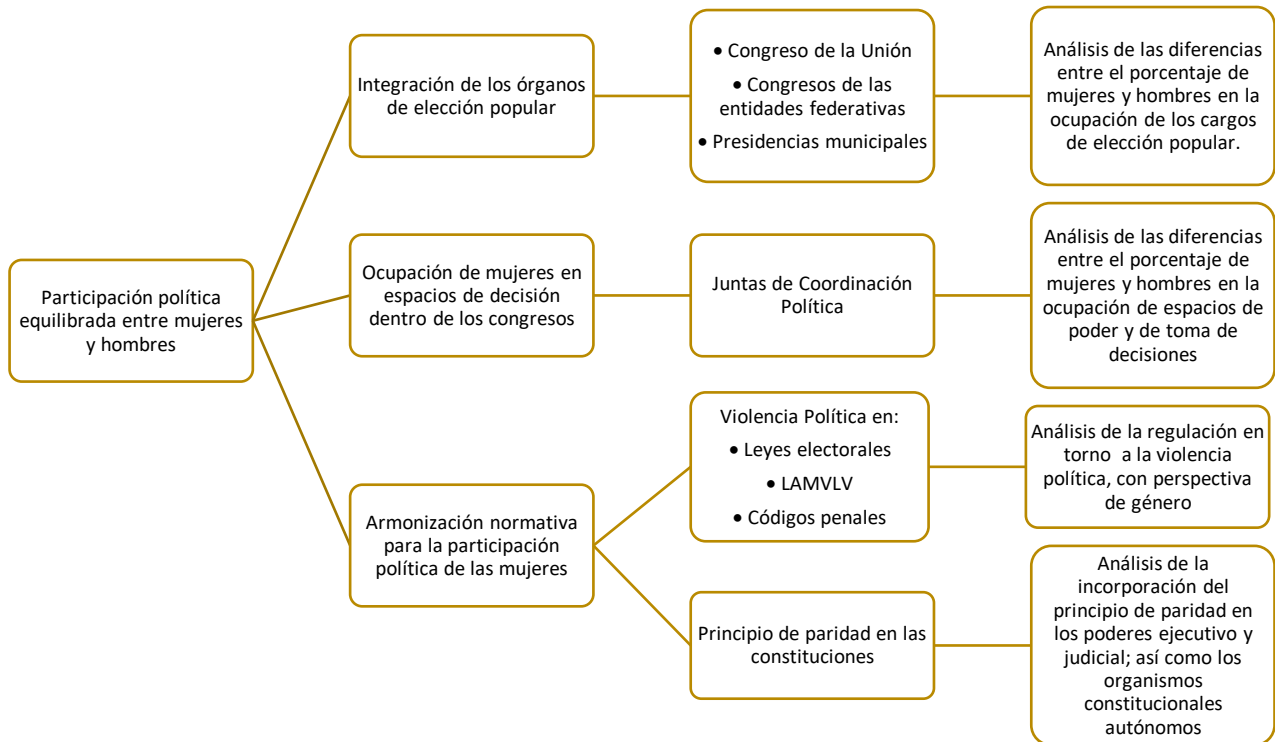 Participación política
equilibrada entre mujeres
y hombres
Integración de los órganos
de elección popular
• Congreso de la Unión
• Congresos de las
entidades federativas
• Presidencias municipales
Análisis de las diferencias
entre el porcentaje de
mujeres y hombres en la
ocupación de los cargos
de elección popular.
Ocupación de mujeres en
espacios de decisión
dentro de los congresos
Juntas de Coordinación
Política
Análisis de las diferencias
entre el porcentaje de
mujeres y hombres en la
ocupación de espacios de
poder y de toma de
decisiones
Armonización normativa
para la participación
política de las mujeres
Violencia Política en:
• Leyes electorales
• LAMVLV
• Códigos penales
Análisis de la regulación en
torno a la violencia
política, con perspectiva
de género
Principio de paridad en las
constituciones
Análisis de la
incorporación del
principio de paridad en
los poderes ejecutivo y
judicial; así como los
organismos
constitucionales
autónomos